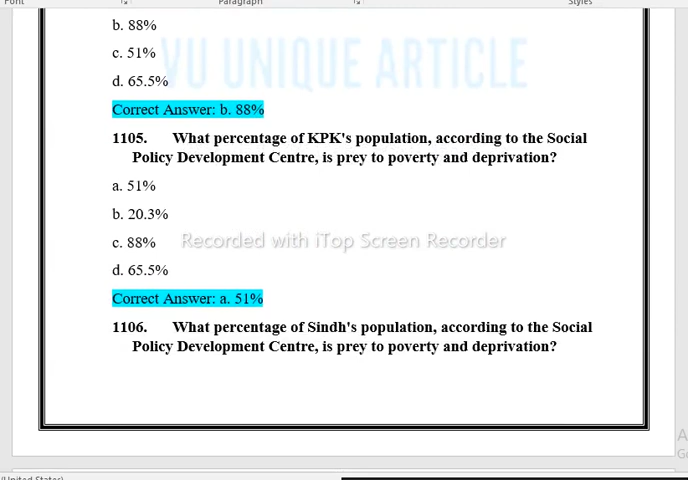 Font Paragraph Styles
b. 88%
c. 51%
VU UNIQUE ARTICLE
d. 65.5%
Correct Answer: b. 88%
1105. What percentage of KPK's population, according to the Social
Policy Development Centre, is prey to poverty and deprivation?
a. 51%
b. 20.3%
c. 88%
Recorded with iTop Screen Recorder
d. 65.5%
Correct Answer: a. 51%
1106. What percentage of Sindh's population, according to the Social
Policy Development Centre, is prey to poverty and deprivation?
(United States)